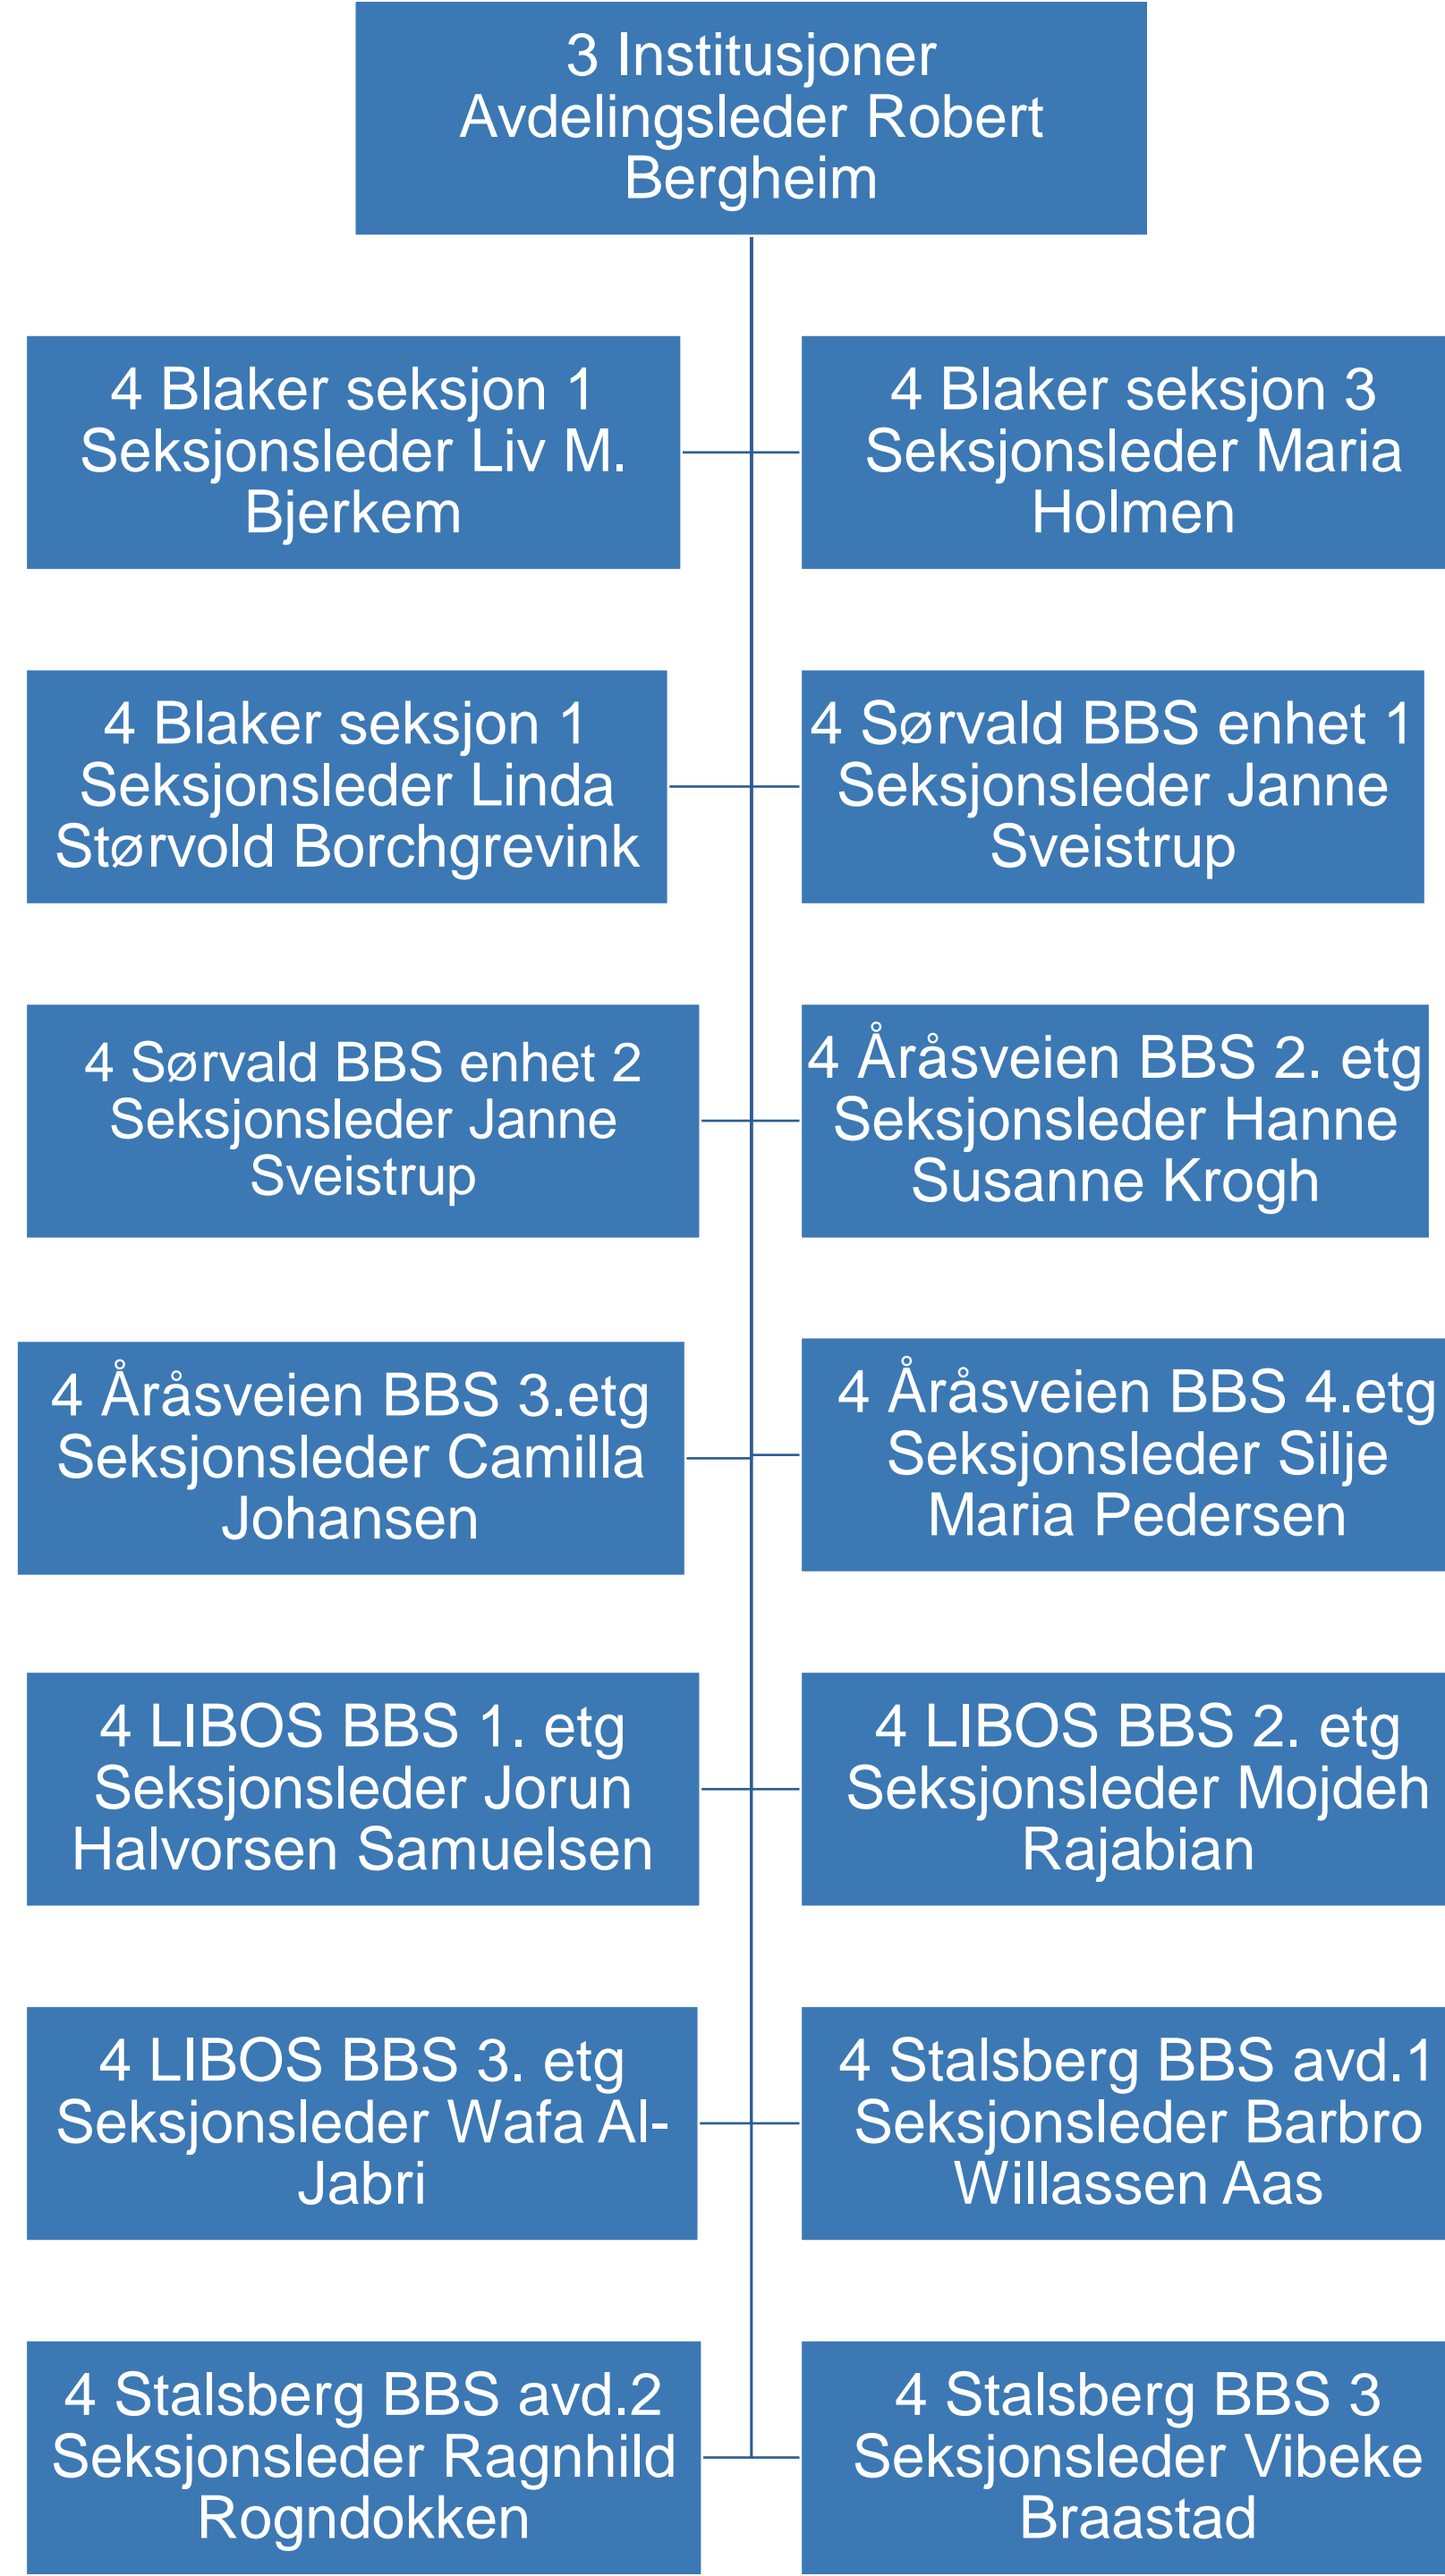 3 Institusjoner
Avdelingsleder Robert
Bergheim
4 Blaker seksjon 1
Seksjonsleder Liv M.
Bjerkem
4 Blaker seksjon 3
Seksjonsleder Maria
Holmen
4 Blaker seksjon 1
Seksjonsleder Linda
Størvold Borchgrevink
4 Sørvald BBS enhet 1
Seksjonsleder Janne
Sveistrup
4 Sørvald BBS enhet 2
Seksjonsleder Janne
Sveistrup
4 Åråsveien BBS 2. etg
Seksjonsleder Hanne
Susanne Krogh
4 Åråsveien BBS 3.etg
Seksjonsleder Camilla
Johansen
4 Åråsveien BBS 4.etg
Seksjonsleder Silje
Maria Pedersen
4 LIBOS BBS 1. etg
Seksjonsleder Jorun
Halvorsen Samuelsen
4 LIBOS BBS 2. etg
Seksjonsleder Mojdeh
Rajabian
4 LIBOS BBS 3. etg
Seksjonsleder Wafa Al-
Jabri
4 Stalsberg BBS avd.1
Seksjonsleder Barbro
Willassen Aas
4 Stalsberg BBS avd.2
Seksjonsleder Ragnhild
Rogndokken
4 Stalsberg BBS 3
Seksjonsleder Vibeke
Braastad